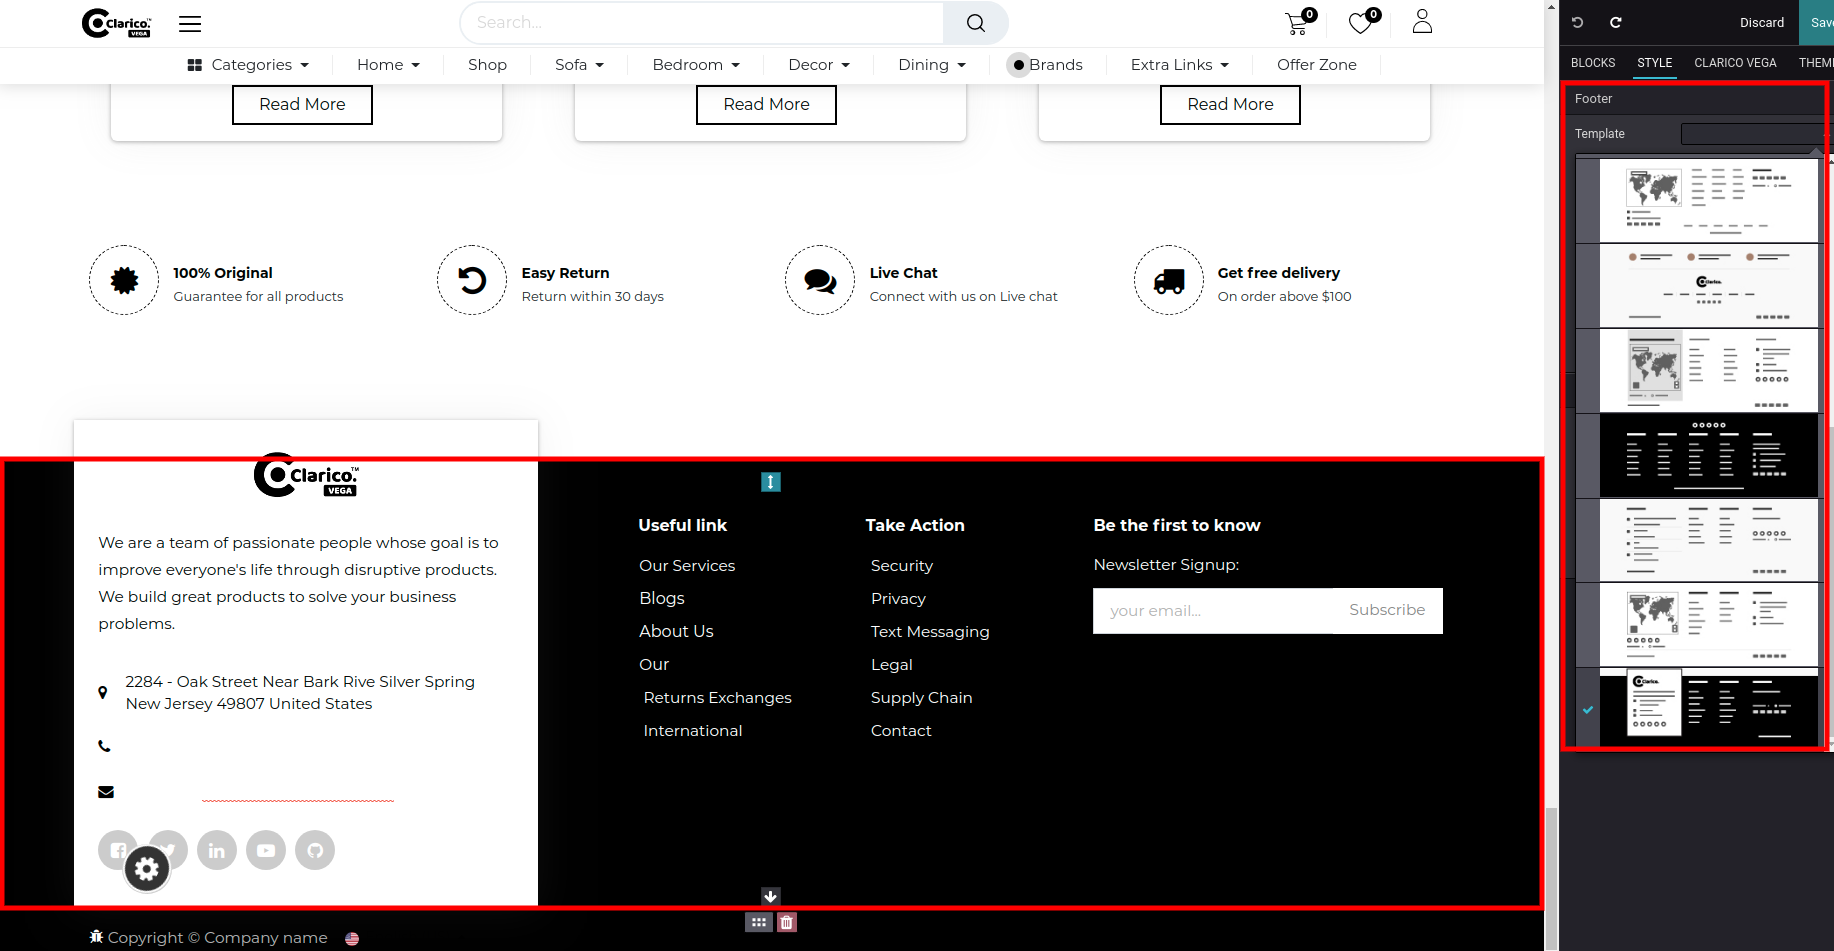 Clarico.™
VEGA
Search...
0
0
Discard
Save
Categories
Home
Shop
Sofa
Bedroom
Decor
Dining
Brands
Extra Links
Offer Zone
BLOCKS
STYLE
CLARICO VEGA
THEM
Footer
Template
Read More
Read More
Read More
100% Original
Guarantee for all products
Easy Return
Return within 30 days
Live Chat
Connect with us on Live chat
Get free delivery
On order above $100
Clarico.™
VEGA
We are a team of passionate people whose goal is to
improve everyone's life through disruptive products.
We build great products to solve your business
problems.
2284 - Oak Street Near Bark Rive Silver Spring
New Jersey 49807 United States
Useful link
Our Services
Blogs
About Us
Our
Returns Exchanges
International
Take Action
Security
Privacy
Text Messaging
Legal
Supply Chain
Contact
Be the first to know
Newsletter Signup:
your email...
Subscribe
Clarico.
Clarico.
Copyright © Company name